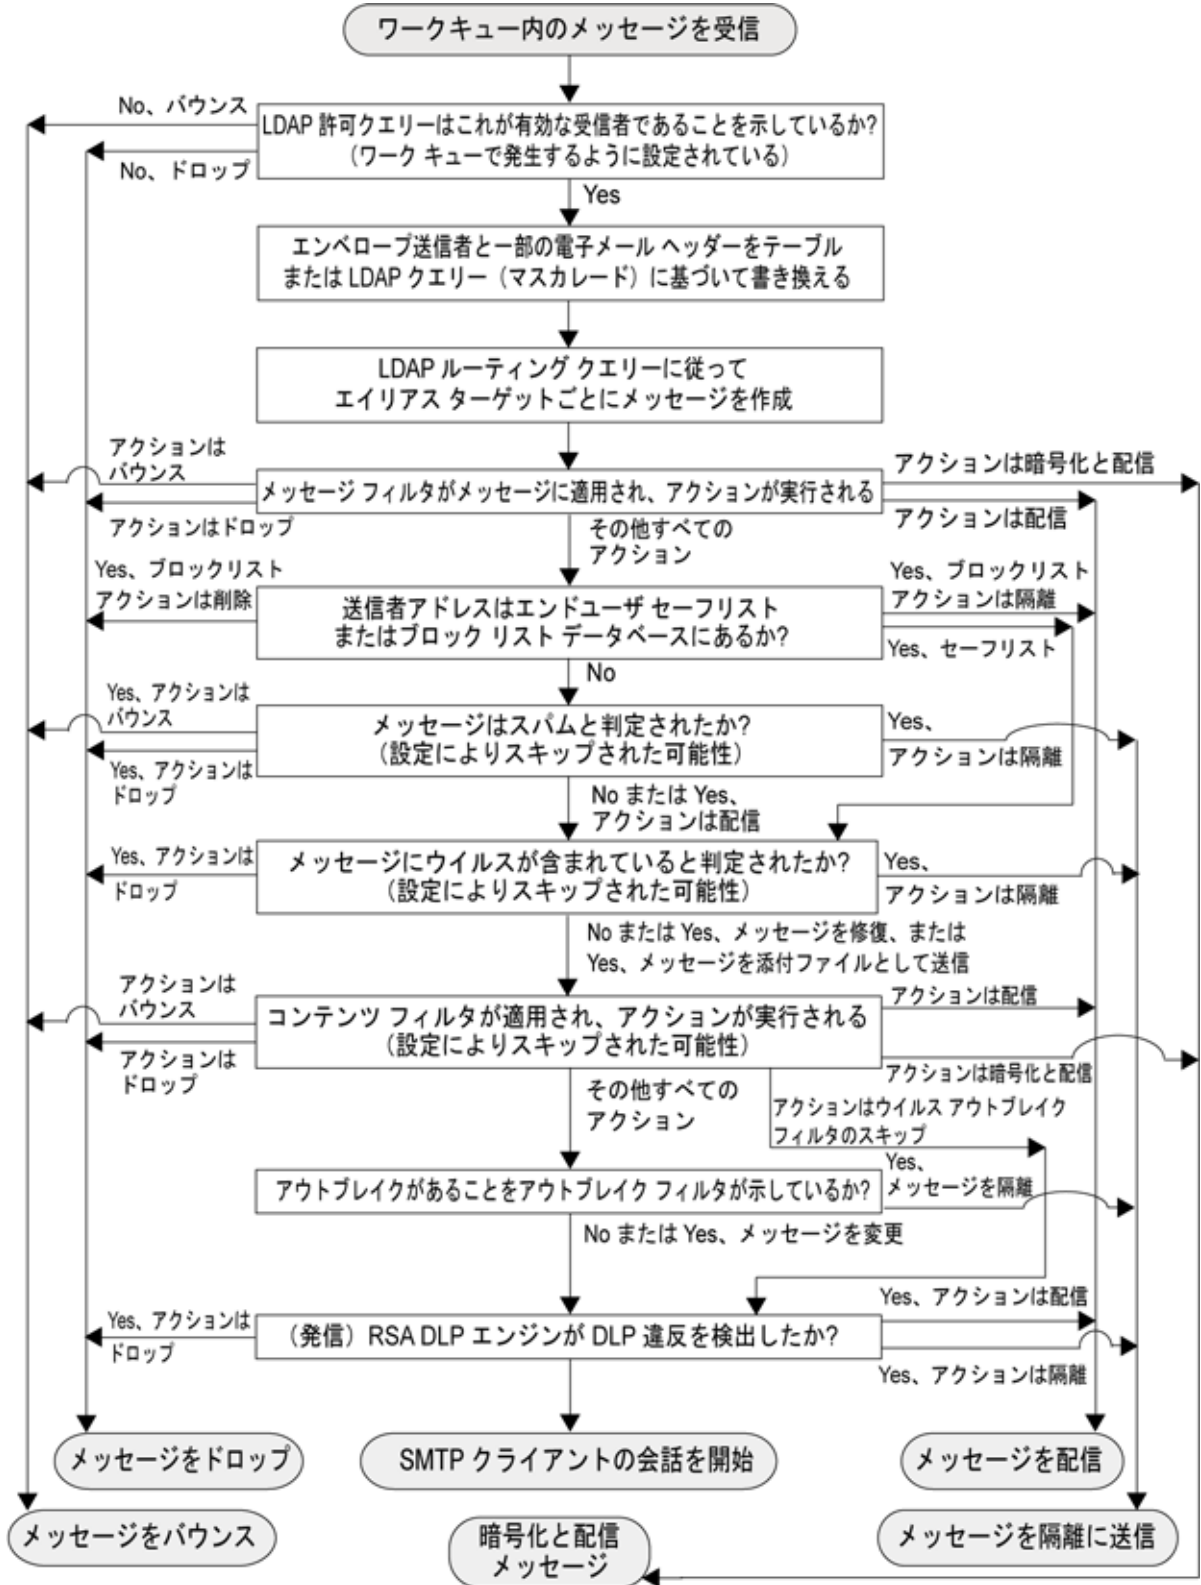 ワークキュー内のメッセージを受信
No、バウンス
LDAP 許可クエリーはこれが有効な受信者であることを示しているか?
(ワーク キューで発生するように設定されている)
No、ドロップ
Yes
エンベロープ送信者と一部の電子メール ヘッダーをテーブル
または LDAP クエリー（マスカレード）に基づいて書き換える
LDAP ルーティング クエリーに従って
エイリアス ターゲットごとにメッセージを作成
アクションは
バウンス
アクションは暗号化と配信
メッセージ フィルタがメッセージに適用され、アクションが実行される
アクションはドロップ
アクションは配信
その他すべての
アクション
Yes、ブロックリスト
アクションは削除
Yes、ブロックリスト
アクションは隔離
送信者アドレスはエンドユーザ セーフリスト
またはブロック リスト データベースにあるか?
Yes、セーフリスト
No
Yes、アクションは
バウンス
メッセージはスパムと判定されたか?
（設定によりスキップされた可能性）
Yes、
アクションは隔離
Yes、アクションは
ドロップ
No または Yes、
アクションは配信
Yes、アクションは
ドロップ
メッセージにウイルスが含まれていると判定されたか?
（設定によりスキップされた可能性）
Yes、
アクションは隔離
No または Yes、メッセージを修復、または
Yes、メッセージを添付ファイルとして送信
アクションは
バウンス
アクションは配信
コンテンツ フィルタが適用され、アクションが実行される
（設定によりスキップされた可能性）
アクションは
ドロップ
アクションは暗号化と配信
その他すべての
アクション
アクションはウイルス アウトブレイク
フィルタのスキップ
Yes、
メッセージを隔離
アウトブレイクがあることをアウトブレイク フィルタが示しているか?
No または Yes、メッセージを変更
Yes、アクションは
ドロップ
（発信）RSA DLP エンジンが DLP 違反を検出したか?
Yes、アクションは配信
Yes、アクションは隔離
メッセージをドロップ
SMTP クライアントの会話を開始
メッセージを配信
メッセージをバウンス
暗号化と配信
メッセージ
メッセージを隔離に送信